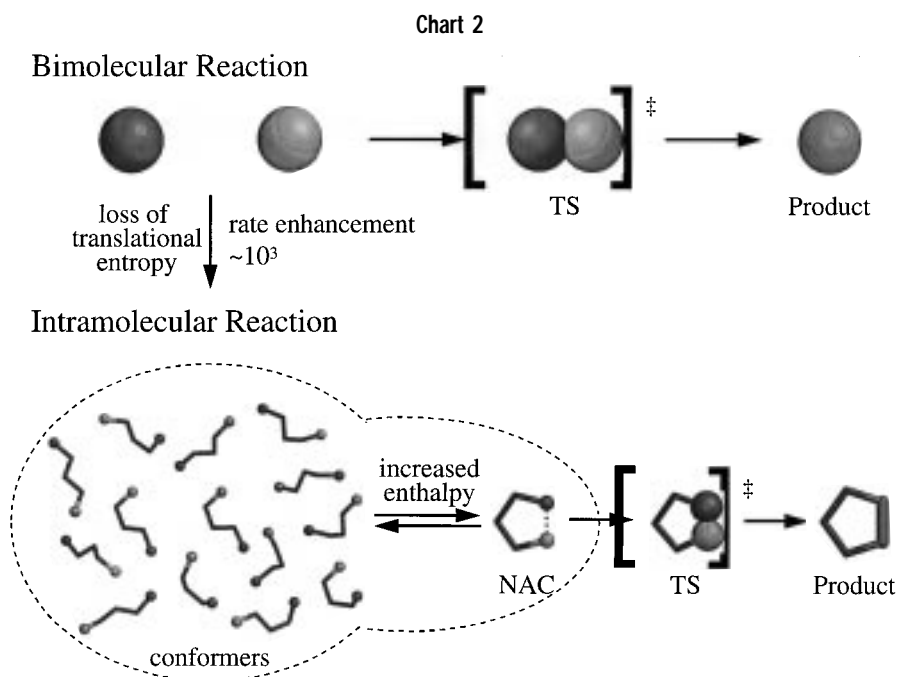 Chart 2
Bimolecular Reaction
‡
TS
Product
loss of
translational
entropy
rate enhancement
~10³
Intramolecular Reaction
increased
enthalpy
‡
NAC
TS
Product
conformers